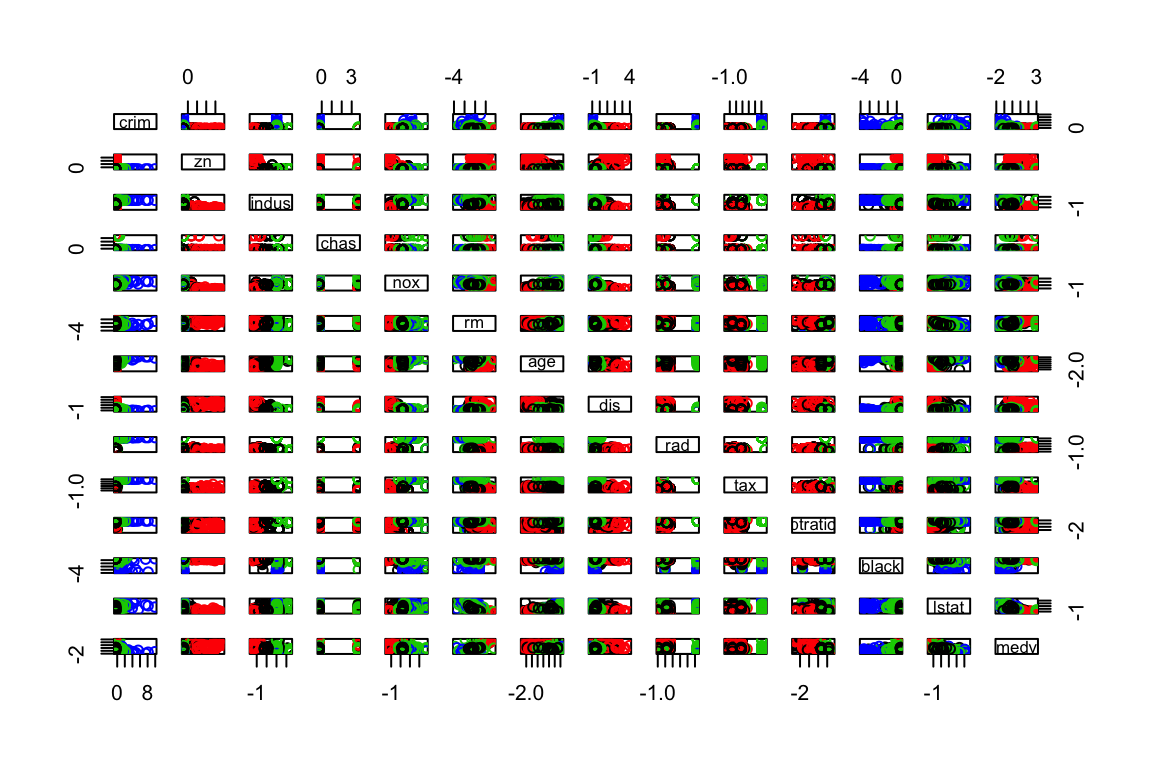 0 0 3 -4 -1 4 -1.0 -4 0 -2 3
crim 0
0 zn
indus -1
0 chas
nox -1
-4 rm
age -2.0
-1 dis
rad -1.0
-1.0 tax
ptratio -2
-4 black
lstat -1
-2 medv
0 8 -1 -1 -2.0 -1.0 -2 -1